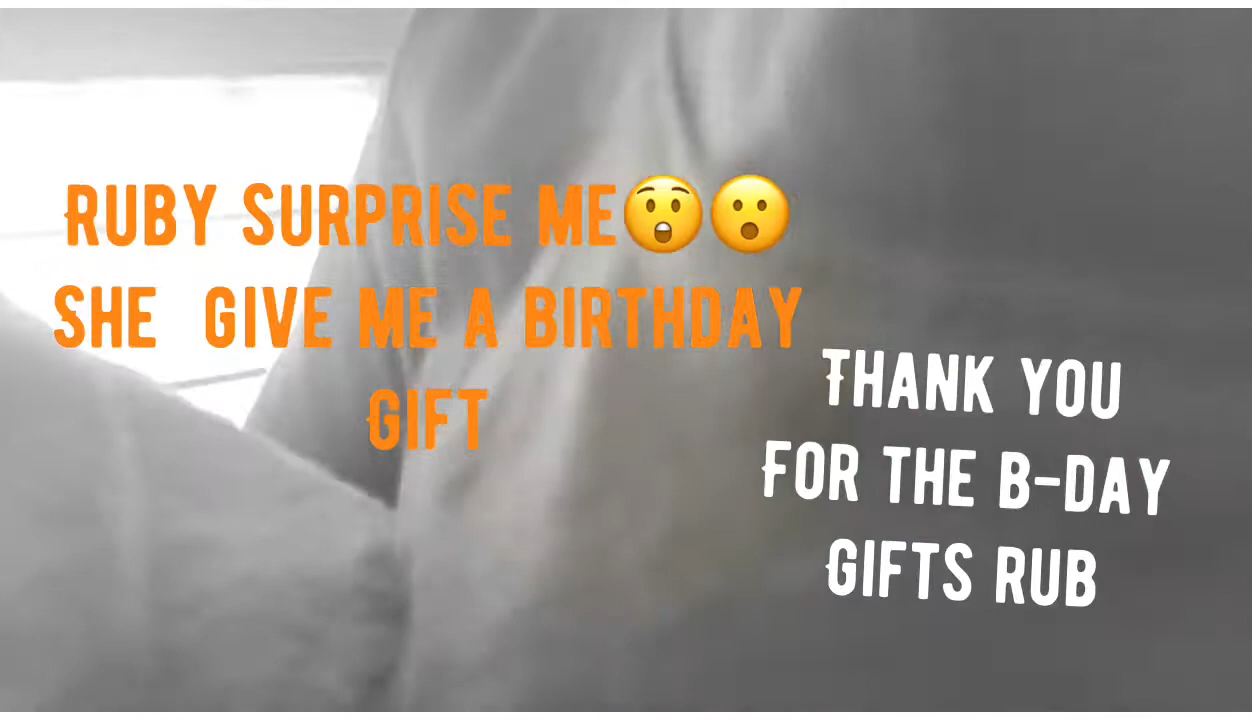 RUBY SURPRISE ME😲😮
SHE GIVE ME A BIRTHDAY
GIFT
THANK YOU
FOR THE B-DAY
GIFTS RUB